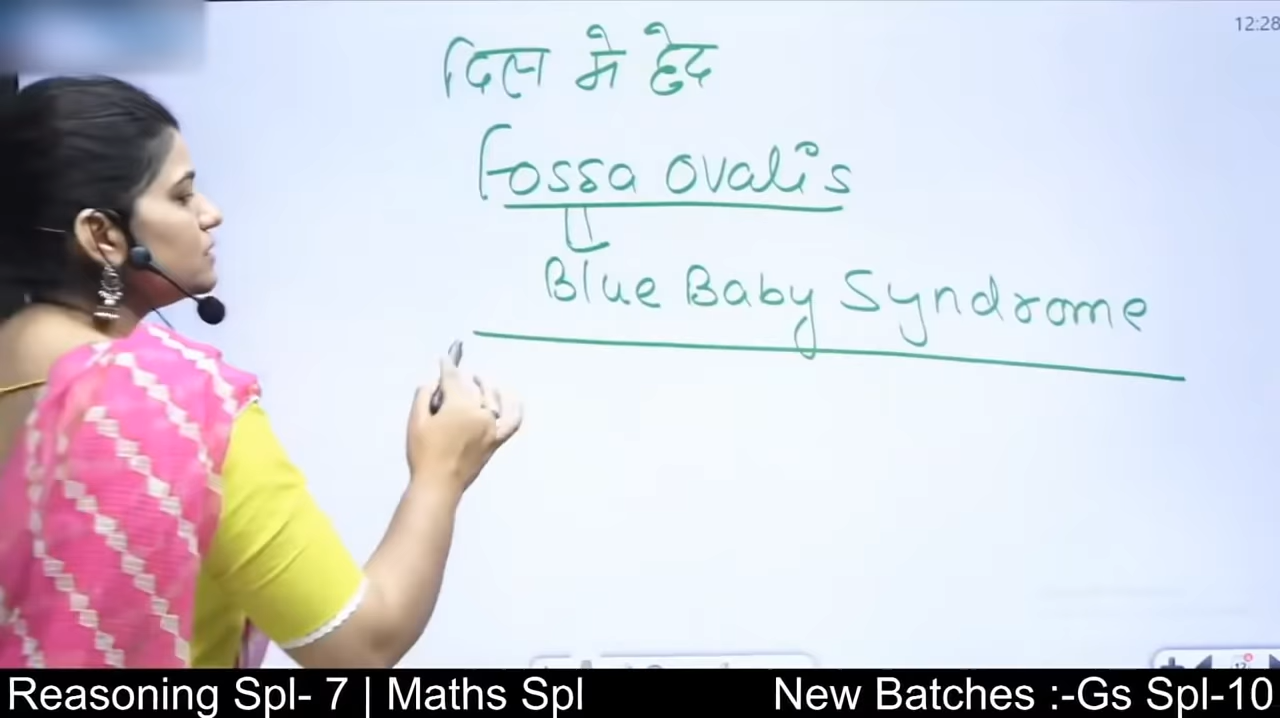 12:28
दिल मे छेद
Fossa ovalis
Blue Baby Syndrome
Reasoning Spl- 7 | Maths Spl
New Batches :-Gs Spl-10